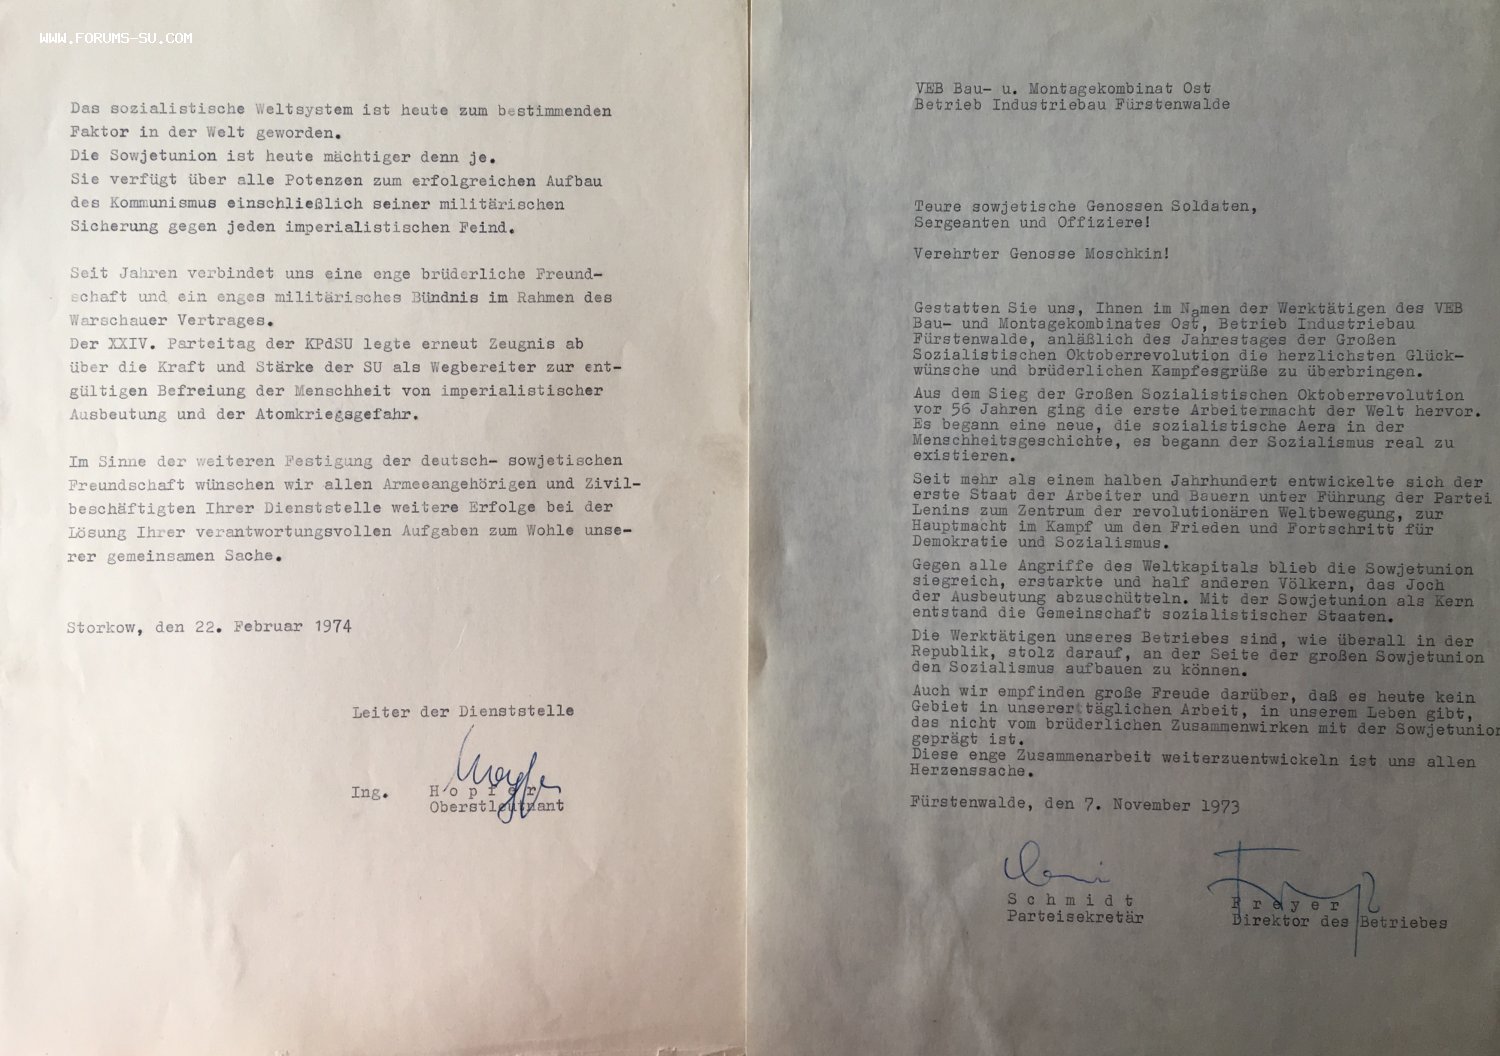 WWW.FORUMS-SU.COM
Das sozialistische Weltsystem ist heute zum bestimmenden
Faktor in der Welt geworden.
Die Sowjetunion ist heute mächtiger denn je.
Sie verfügt über alle Potenzen zum erfolgreichen Aufbau
des Kommunismus einschließlich seiner militärischen
Sicherung gegen jeden imperialistischen Feind.
Seit Jahren verbindet uns eine enge brüderliche Freund-
schaft und ein enges militärisches Bündnis im Rahmen des
Warschauer Vertrages.
Der XXIV. Parteitag der KPdSU legte erneut Zeugnis ab
über die Kraft und Stärke der SU als Wegbereiter zur ent-
gültigen Befreiung der Menschheit von imperialistischer
Ausbeutung und der Atomkriegsgefahr.
Im Sinne der weiteren Festigung der deutsch- sowjetischen
Freundschaft wünschen wir allen Armeeangehörigen und Zivil-
beschäftigten Ihrer Dienststelle weitere Erfolge bei der
Lösung Ihrer verantwortungsvollen Aufgaben zum Wohle unse-
rer gemeinsamen Sache.
Storkow, den 22. Februar 1974
Leiter der Dienststelle
Ing. H o p f e r
Oberstleutnant
VEB Bau- u. Montagekombinat Ost
Betrieb Industriebau Fürstenwalde
Teure sowjetische Genossen Soldaten,
Sergeanten und Offiziere!
Verehrter Genosse Moschkin!
Gestatten Sie uns, Ihnen im Namen der Werktätigen des VEB
Bau- und Montagekombinates Ost, Betrieb Industriebau
Fürstenwalde, anläßlich des Jahrestages der Großen
Sozialistischen Oktoberrevolution die herzlichsten Glück-
wünsche und brüderlichen Kampfesgrüße zu überbringen.
Aus dem Sieg der Großen Sozialistischen Oktoberrevolution
vor 56 Jahren ging die erste Arbeitermacht der Welt hervor.
Es begann eine neue, die sozialistische Aera in der
Menschheitsgeschichte, es begann der Sozialismus real zu
existieren.
Seit mehr als einem halben Jahrhundert entwickelte sich der
erste Staat der Arbeiter und Bauern unter Führung der Partei
Lenins zum Zentrum der revolutionären Weltbewegung, zur
Hauptmacht im Kampf um den Frieden und Fortschritt für
Demokratie und Sozialismus.
Gegen alle Angriffe des Weltkapitals blieb die Sowjetunion
siegreich, erstarkte und half anderen Völkern, das Joch
der Ausbeutung abzuschütteln. Mit der Sowjetunion als Kern
entstand die Gemeinschaft sozialistischer Staaten.
Die Werktätigen unseres Betriebes sind, wie überall in der
Republik, stolz darauf, an der Seite der großen Sowjetunion
den Sozialismus aufbauen zu können.
Auch wir empfinden große Freude darüber, daß es heute kein
Gebiet in unserer täglichen Arbeit, in unserem Leben gibt,
das nicht vom brüderlichen Zusammenwirken mit der Sowjetunion
geprägt ist.
Diese enge Zusammenarbeit weiterzuentwickeln ist uns allen
Herzenssache.
Fürstenwalde, den 7. November 1973
S c h m i d t
Parteisekretär
F r e y e r
Direktor des Betriebes